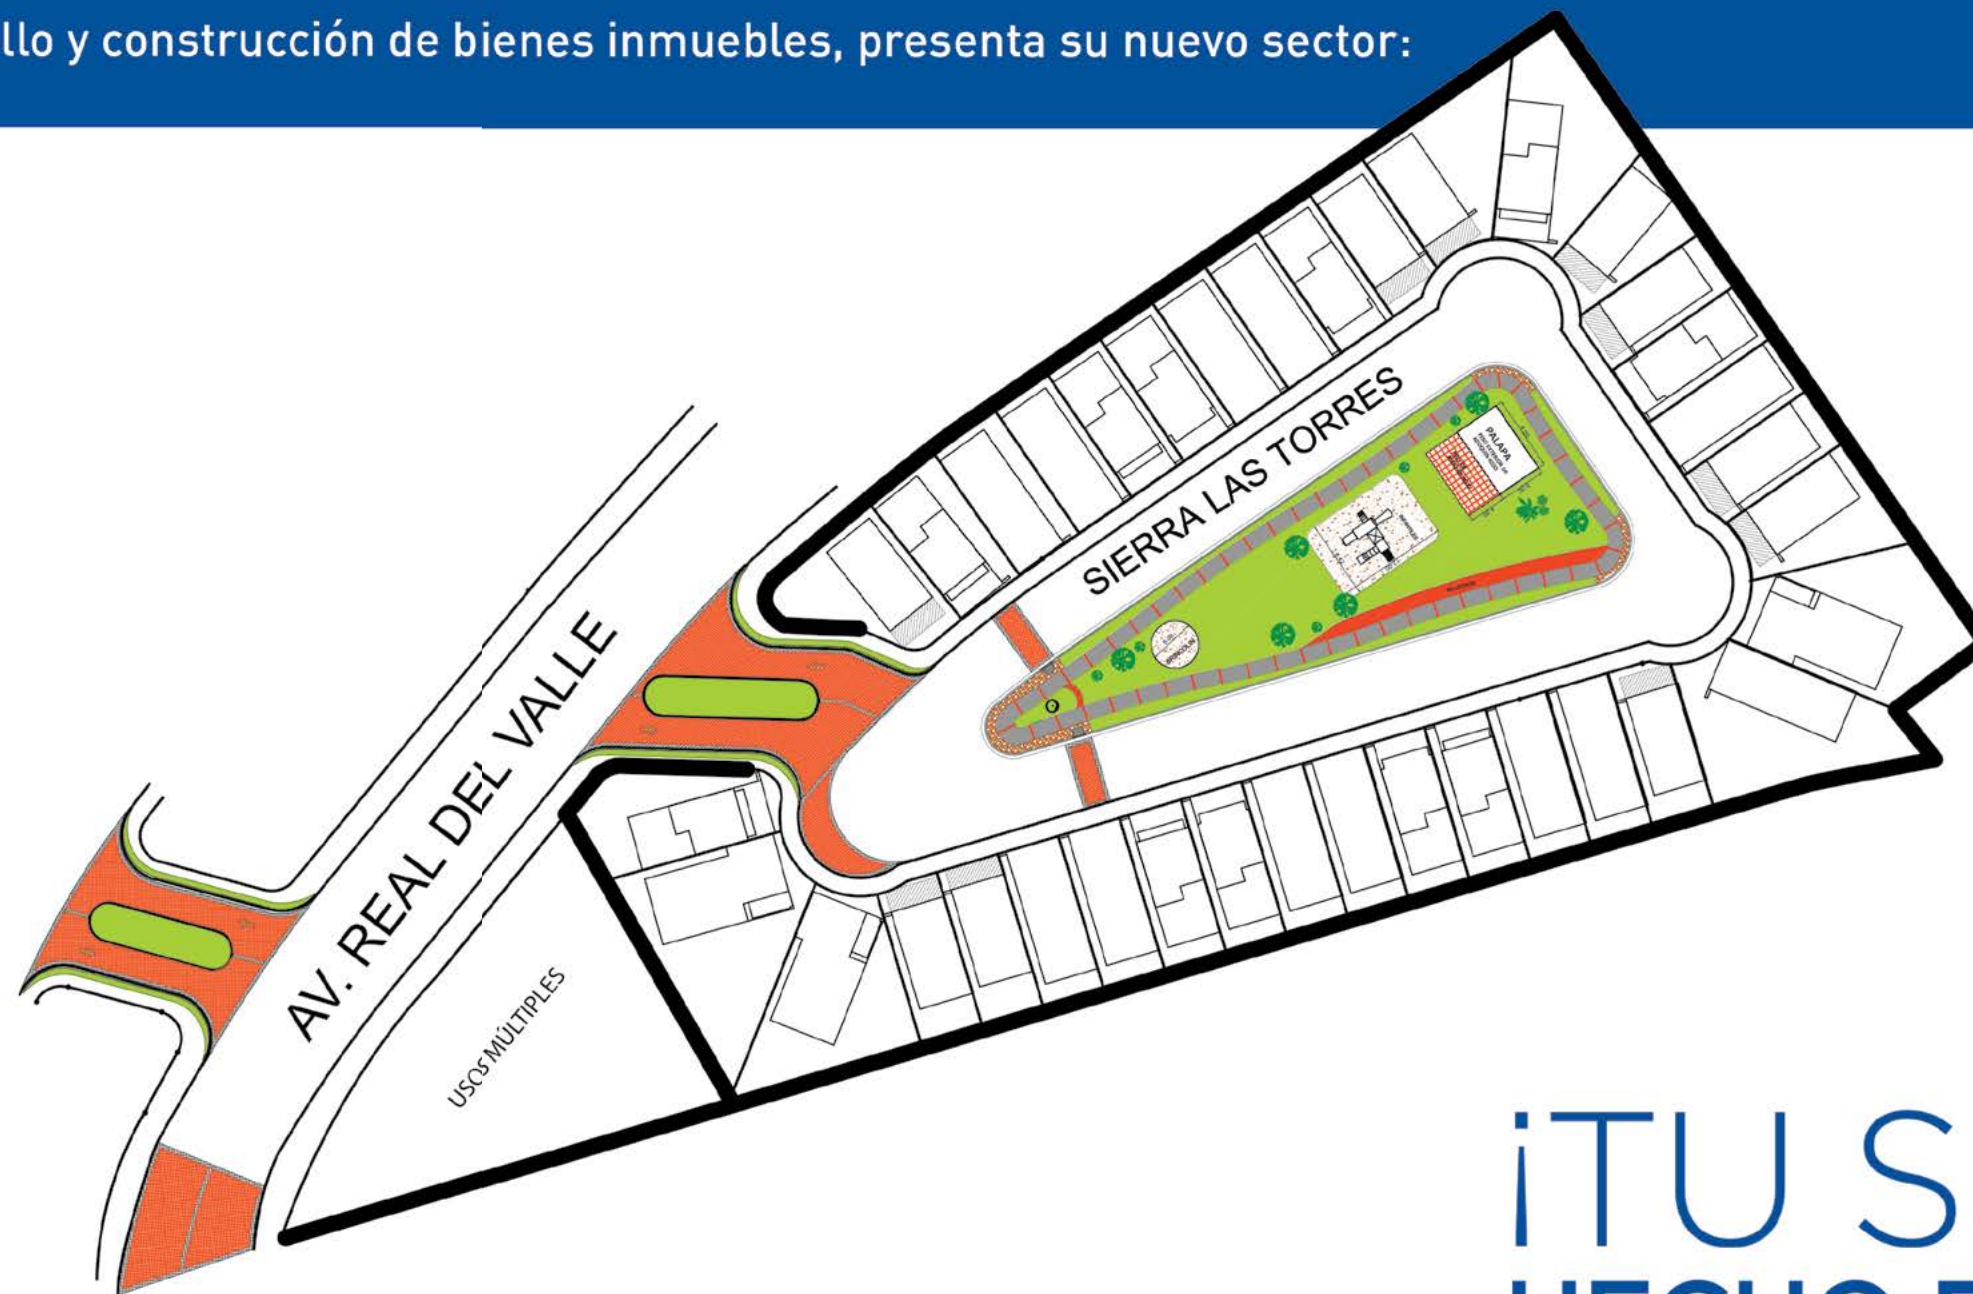 llo y construcción de bienes inmuebles, presenta su nuevo sector:
SIERRA LAS TORRES
PALAPA
BRINCOLIN
AV. REAL DEL VALLE
USOS MÚLTIPLES
¡TU S